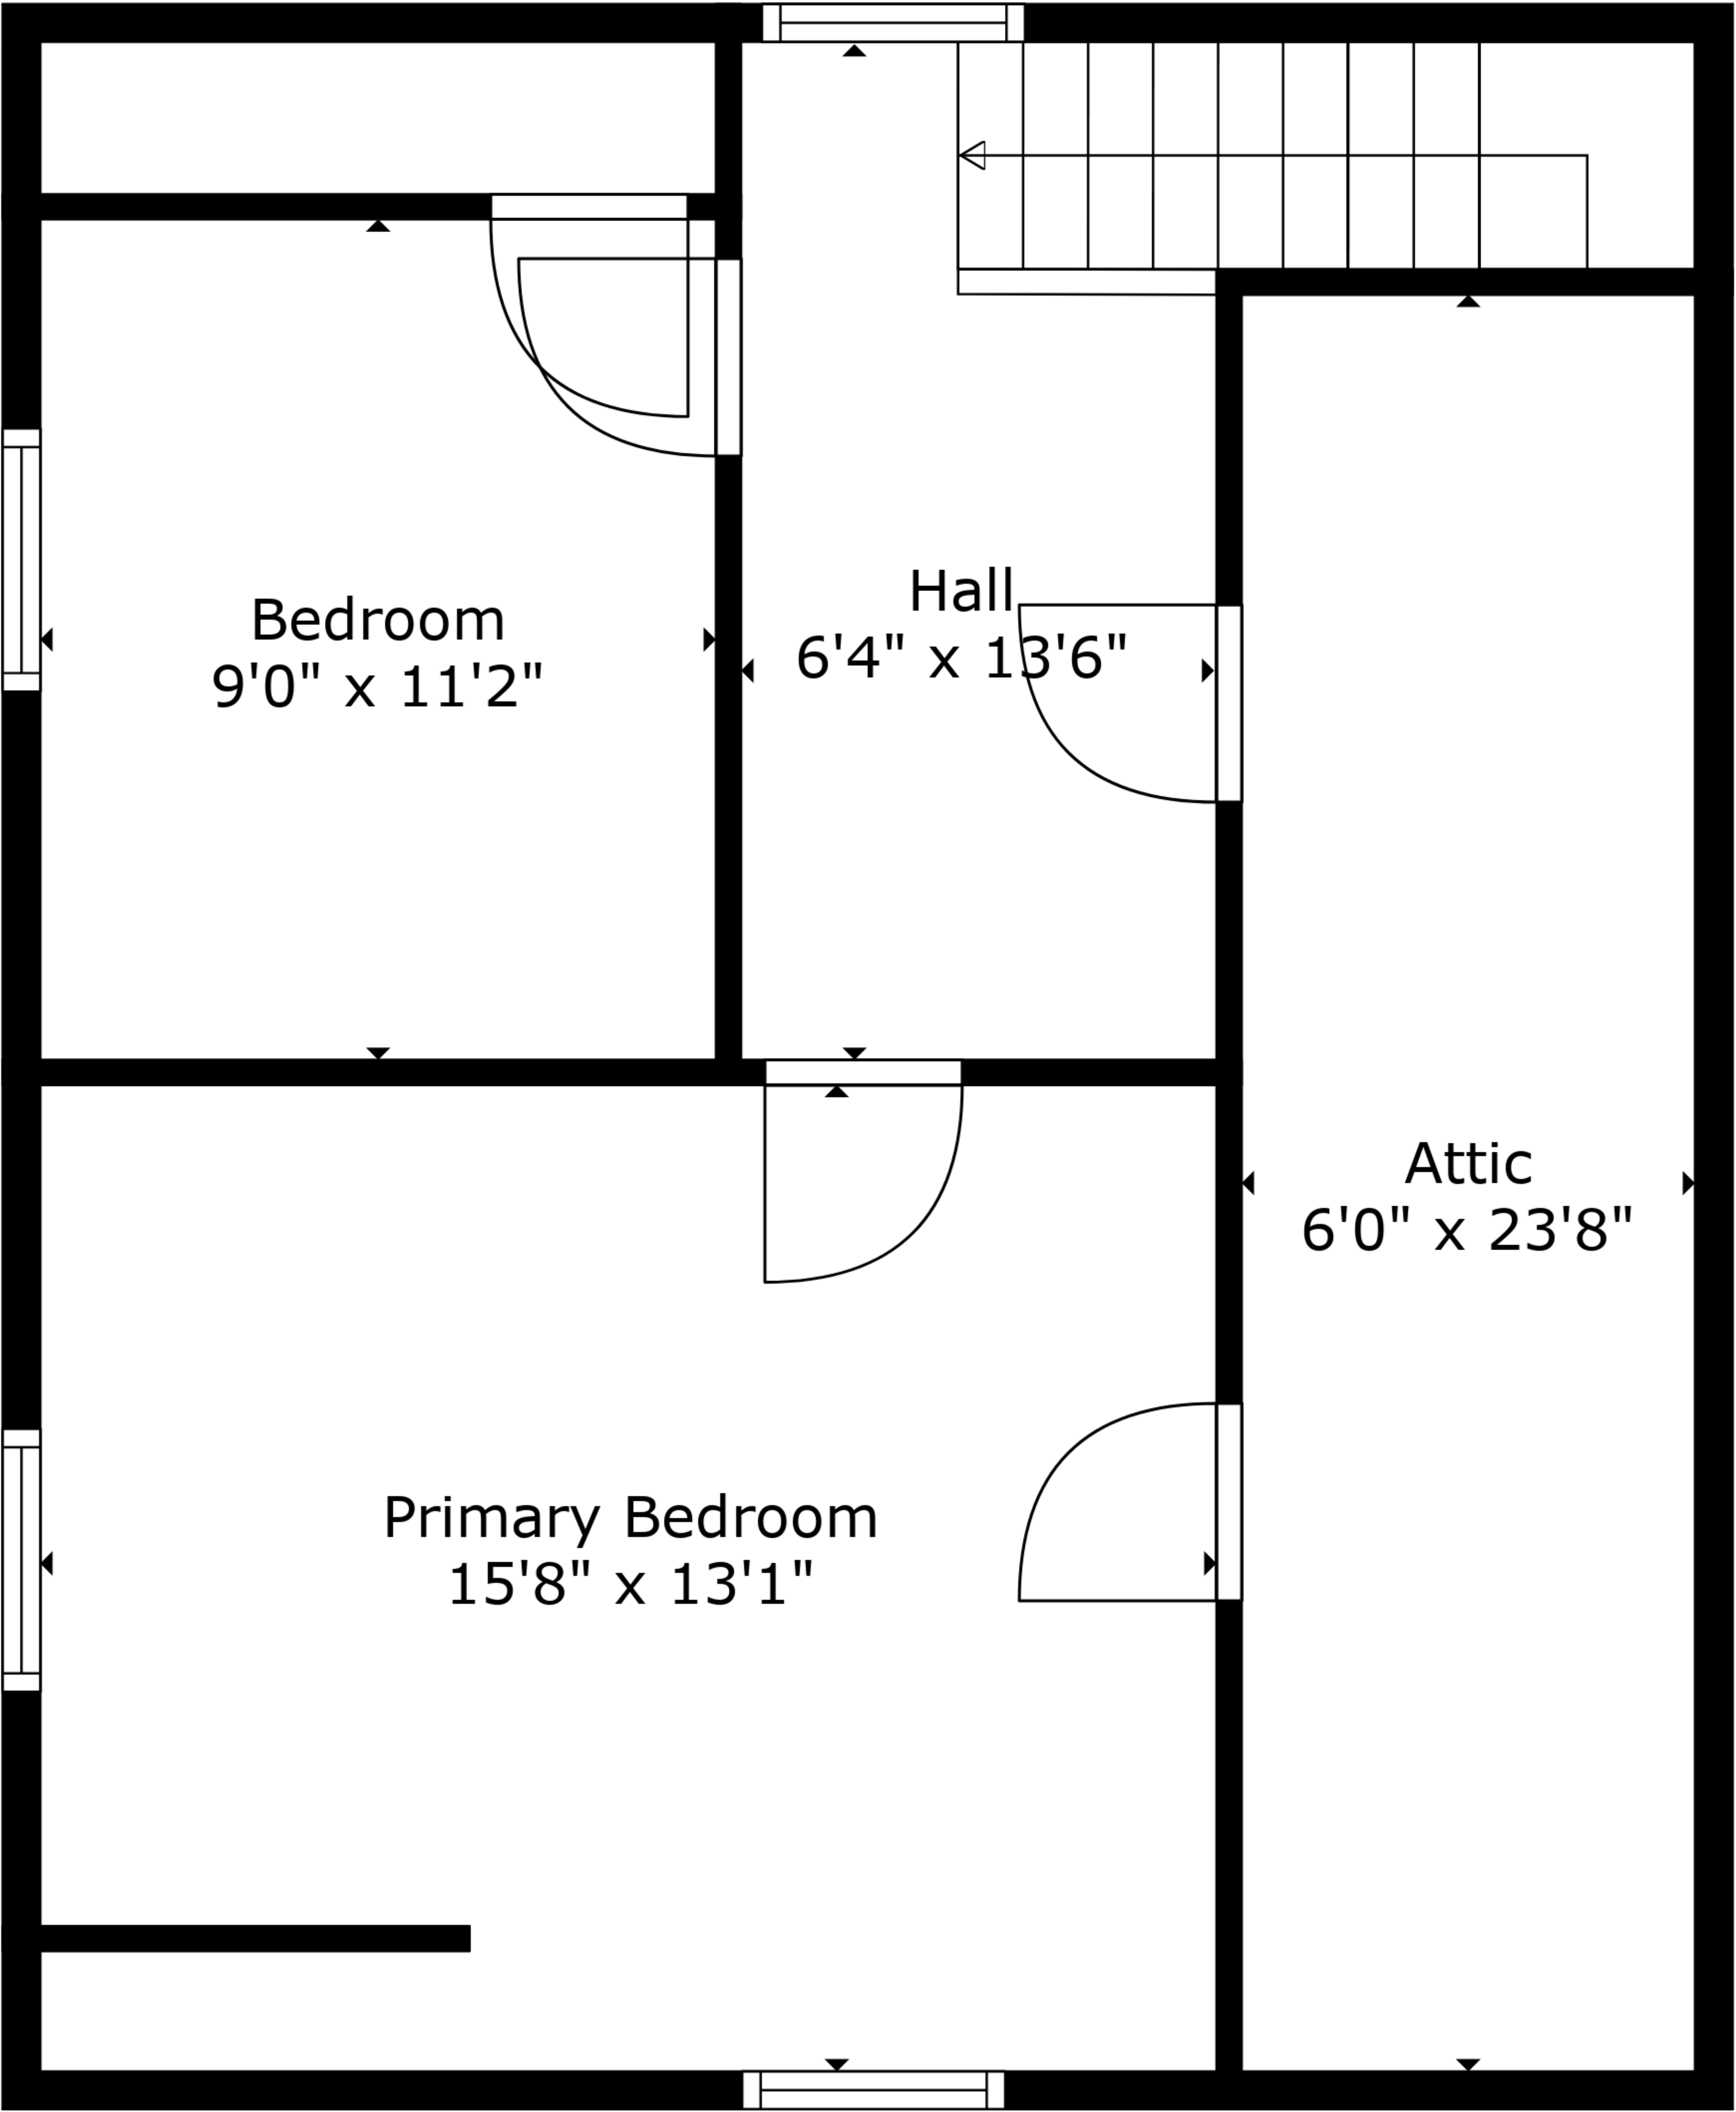 Hall
6'4" x 13'6"
Bedroom
9'0" x 11'2"
Attic
6'0" x 23'8"
Primary Bedroom
15'8" x 13'1"